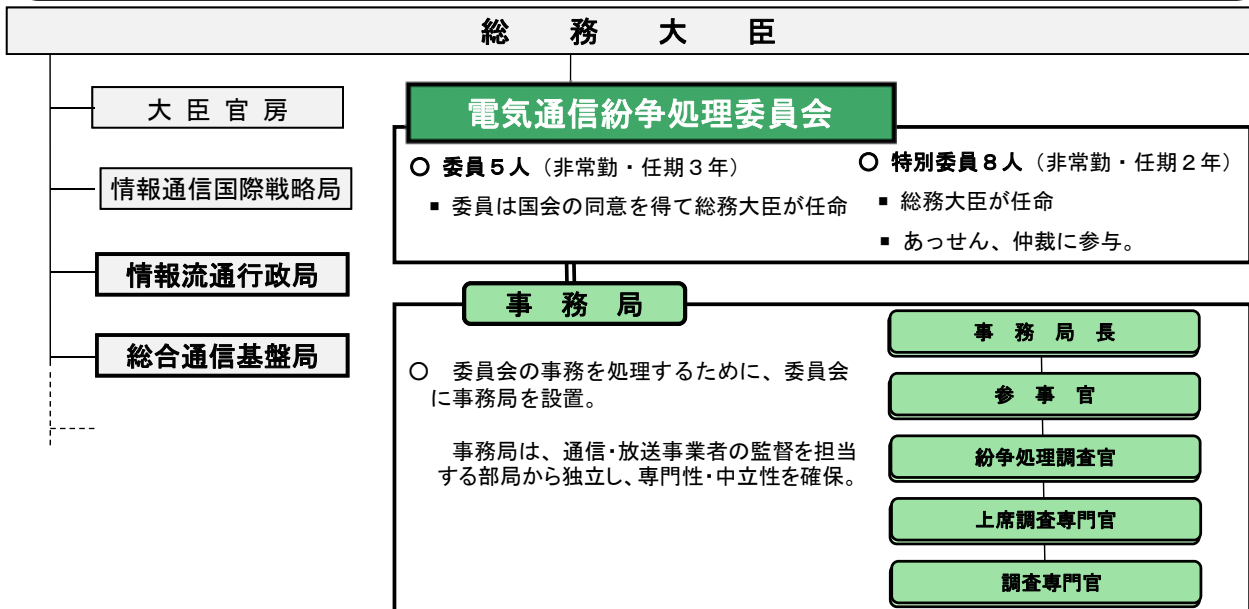 総務大臣
大臣官房
情報通信国際戦略局
情報流通行政局
総合通信基盤局
電気通信紛争処理委員会
○ 委員5人（非常勤・任期3年）
▪ 委員は国会の同意を得て総務大臣が任命
○ 特別委員8人（非常勤・任期2年）
▪ 総務大臣が任命
▪ あっせん、仲裁に参与。
事務局
○ 委員会の事務を処理するために、委員会
に事務局を設置。
事務局は、通信・放送事業者の監督を担当
する部局から独立し、専門性・中立性を確保。
事務局長
参事官
紛争処理調査官
上席調査専門官
調査専門官